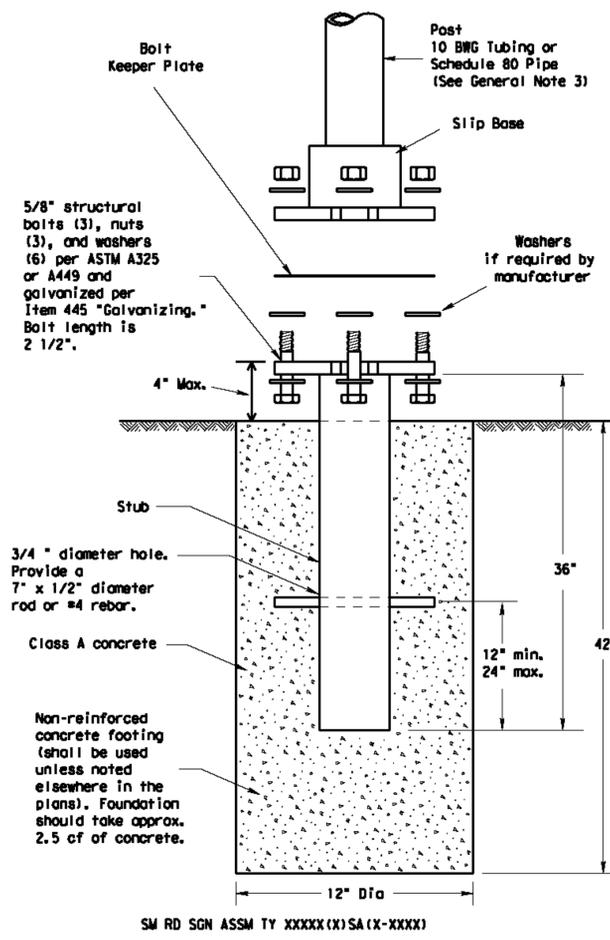 Post
10 BWG Tubing or
Schedule 80 Pipe
(See General Note 3)
Bolt
Keeper Plate
Slip Base
5/8" structural
bolts (3), nuts
(3), and washers
(6) per ASTM A325
or A449 and
galvanized per
Item 445 "Galvanizing."
Bolt length is
2 1/2".
Washers
if required by
manufacturer
4" Max.
Stub
36"
3/4 " diameter hole.
Provide a
7" x 1/2" diameter
rod or #4 rebar.
12" min.
24" max.
42
Class A concrete
Non-reinforced
concrete footing
(shall be used
unless noted
elsewhere in the
plans). Foundation
should take approx.
2.5 cf of concrete.
12" Dia
SM RD SGN ASSM TY XXXXX(X)SA(X-XXXX)